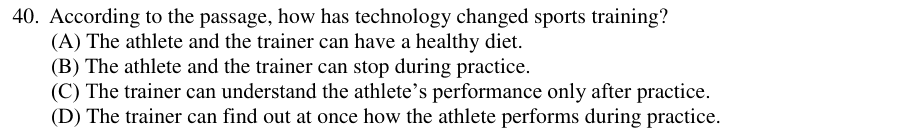 40. According to the passage, how has technology changed sports training?
(A) The athlete and the trainer can have a healthy diet.
(B) The athlete and the trainer can stop during practice.
(C) The trainer can understand the athlete’s performance only after practice.
(D) The trainer can find out at once how the athlete performs during practice.